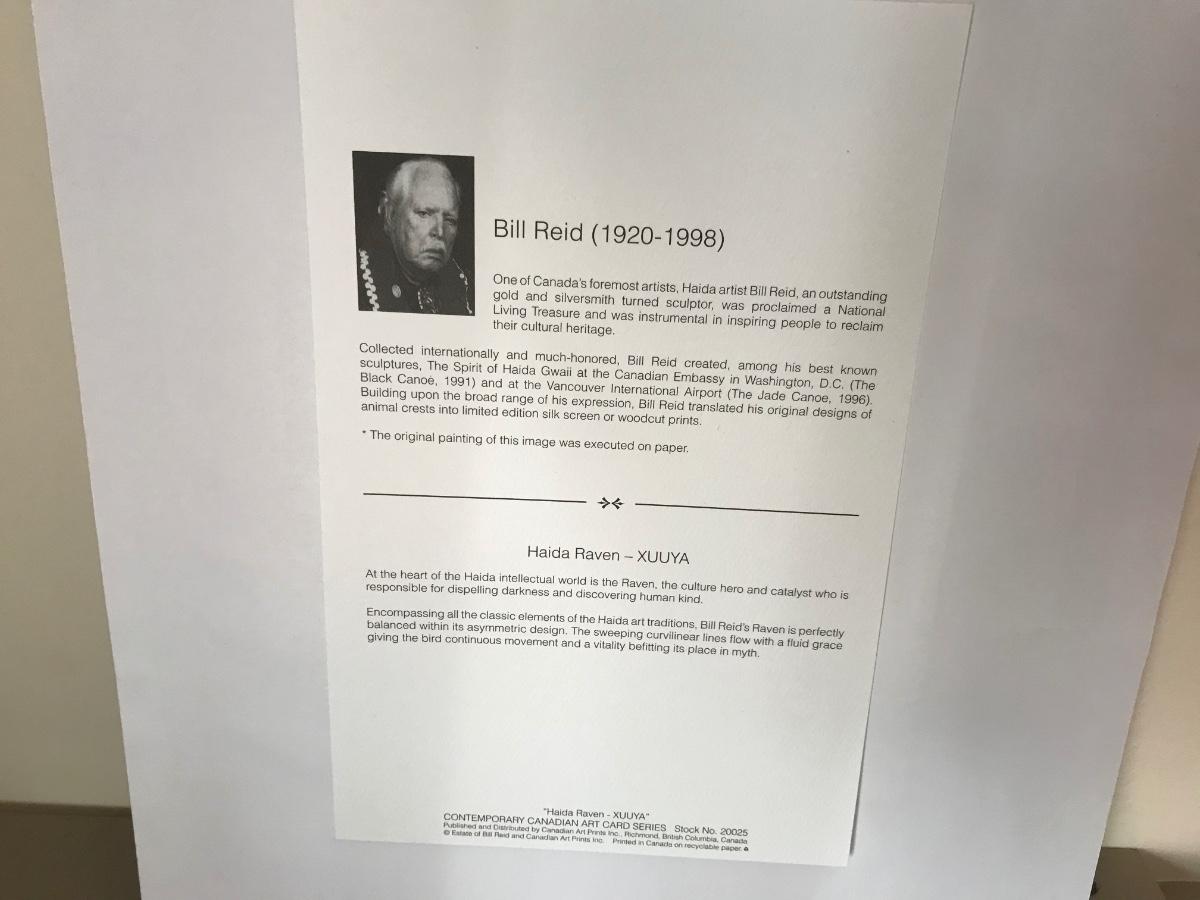 Bill Reid (1920-1998)
One of Canada's foremost artists, Haida artist Bill Reid, an outstanding
gold and silversmith turned sculptor, was proclaimed a National
Living Treasure and was instrumental in inspiring people to reclaim
their cultural heritage.
Collected internationally and much-honored, Bill Reid created, among his best known
sculptures, The Spirit of Haida Gwaii at the Canadian Embassy in Washington, D.C. (The
Black Canoe, 1991) and at the Vancouver International Airport (The Jade Canoe, 1996).
Building upon the broad range of his expression, Bill Reid translated his original designs of
animal crests into limited edition silk screen or woodcut prints.
* The original painting of this image was executed on paper.
Haida Raven – XUUYA
At the heart of the Haida intellectual world is the Raven, the culture hero and catalyst who is
responsible for dispelling darkness and discovering human kind.
Encompassing all the classic elements of the Haida art traditions, Bill Reid's Raven is perfectly
balanced within its asymmetric design. The sweeping curvilinear lines flow with a fluid grace
giving the bird continuous movement and a vitality befitting its place in myth.
"Haida Raven - XUUYA"
CONTEMPORARY CANADIAN ART CARD SERIES Stock No. 20025
Published and Distributed by Canadian Art Prints Inc., Richmond, British Columbia, Canada
© Estate of Bill Reid and Canadian Art Prints Inc. Printed in Canada on recyclable paper.